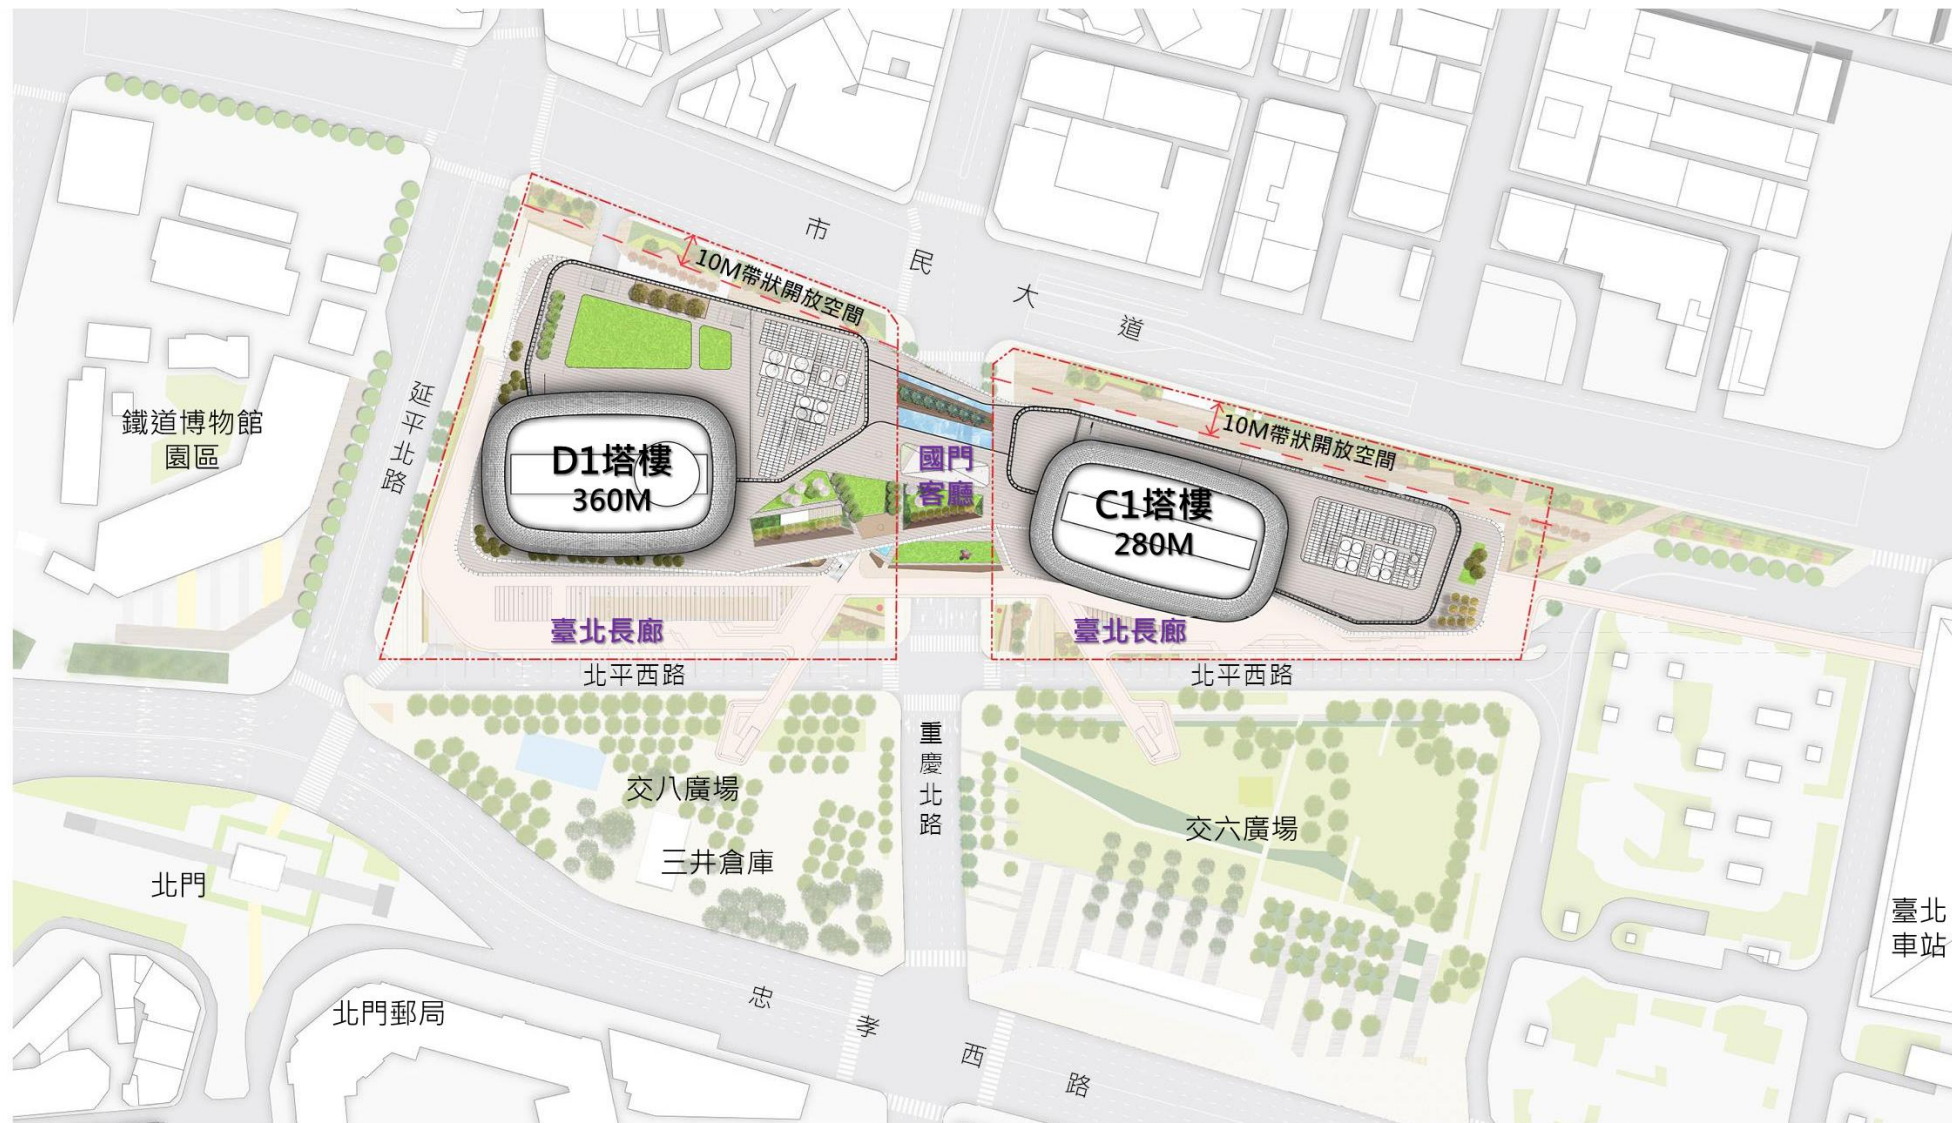 市民大道
10M帶狀開放空間
10M帶狀開放空間
延平北路
鐵道博物館
園區
D1塔樓
360M
國門
客廳
C1塔樓
280M
臺北長廊
臺北長廊
北平西路
北平西路
重慶北路
交八廣場
交六廣場
三井倉庫
北門
臺北
車站
北門郵局
忠孝西路